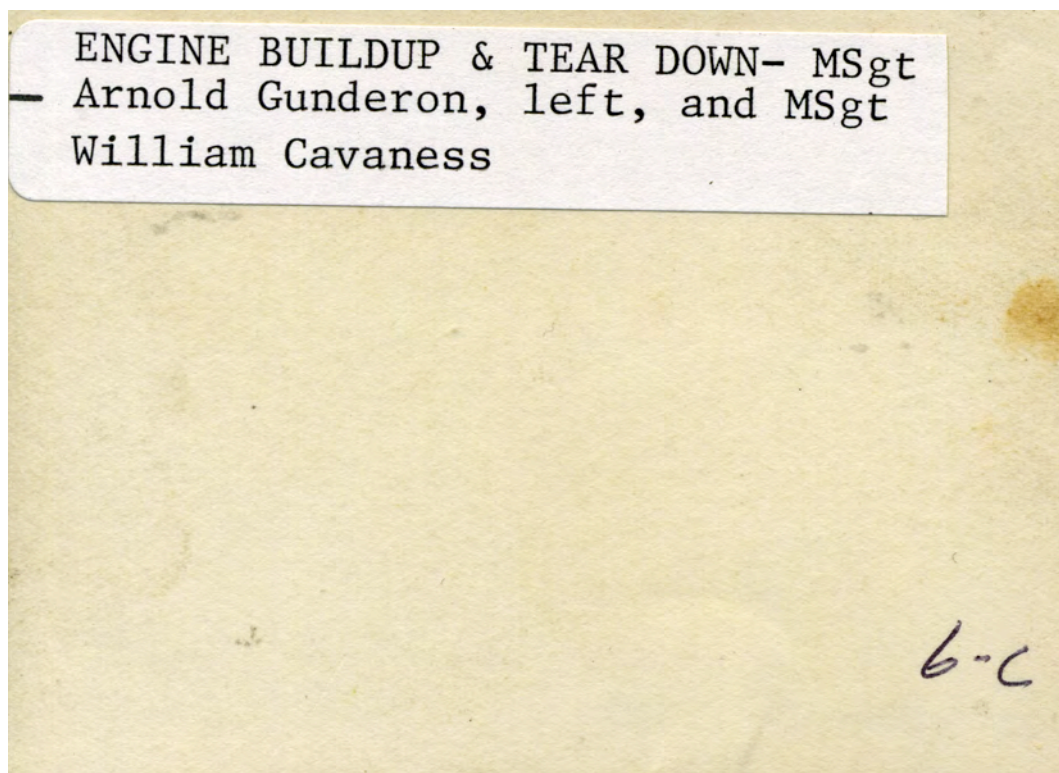 ENGINE BUILDUP & TEAR DOWN- MSgt
Arnold Gunderon, left, and MSgt
William Cavaness
6-C